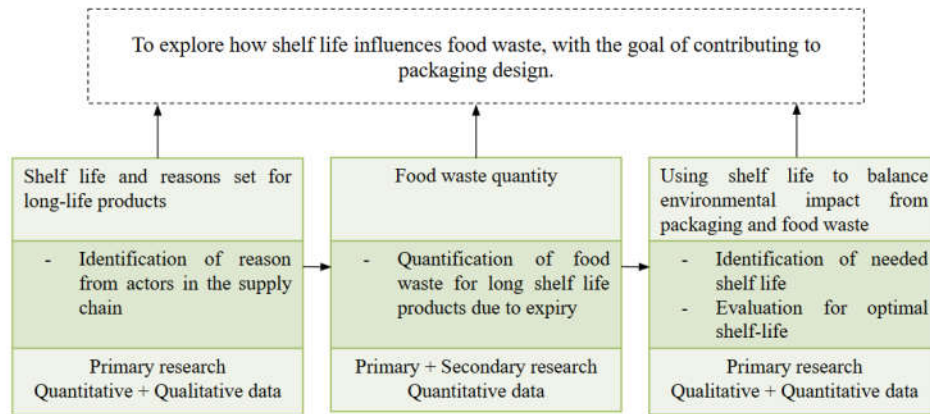 To explore how shelf life influences food waste, with the goal of contributing to
packaging design.
Shelf life and reasons set for
long-life products
- Identification of reason
from actors in the supply
chain
Primary research
Quantitative + Qualitative data
Food waste quantity
- Quantification of food
waste for long shelf life
products due to expiry
Primary + Secondary research
Quantitative data
Using shelf life to balance
environmental impact from
packaging and food waste
- Identification of needed
shelf life
- Evaluation for optimal
shelf-life
Primary research
Qualitative + Quantitative data